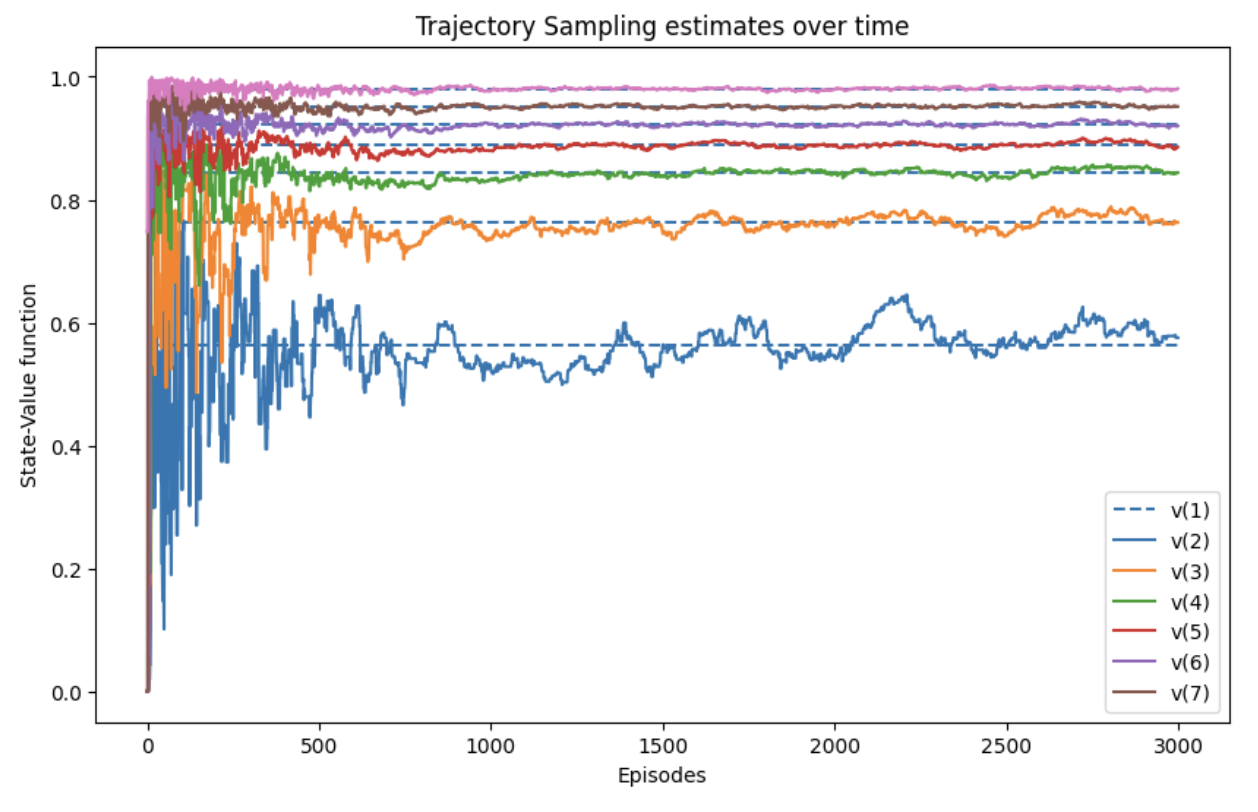 Trajectory Sampling estimates over time
State-Value function
1.0
0.8
0.6
0.4
0.2
0.0
0 500 1000 1500 2000 2500 3000
Episodes
v(1)
v(2)
v(3)
v(4)
v(5)
v(6)
v(7)